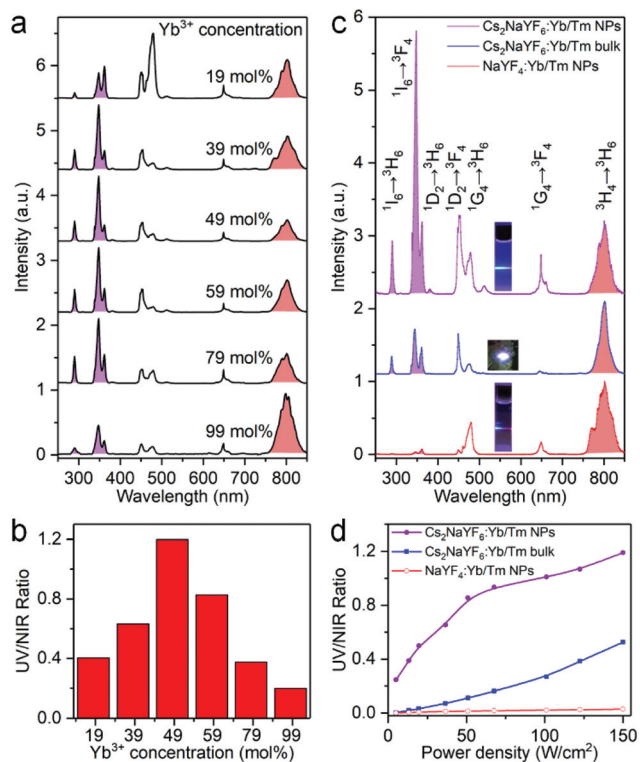 a
Yb³⁺ concentration
19 mol%
39 mol%
49 mol%
59 mol%
79 mol%
99 mol%
6
5
4
3
2
1
0
Intensity (a.u.)
300 400 500 600 700 800
Wavelength (nm)
c
Cs₂NaYF₆:Yb/Tm NPs
Cs₂NaYF₆:Yb/Tm bulk
NaYF₄:Yb/Tm NPs
¹I₆→³H₆
¹I₆→³F₄
¹D₂→³H₆
¹D₂→³F₄
¹G₄→³H₆
¹G₄→³F₄
³H₄→³H₆
6
5
4
3
2
1
0
Intensity (a.u.)
300 400 500 600 700 800
Wavelength (nm)
b
1.2
0.8
0.4
0.0
UV/NIR Ratio
19 39 49 59 79 99
Yb³⁺ concentration (mol%)
d
Cs₂NaYF₆:Yb/Tm NPs
Cs₂NaYF₆:Yb/Tm bulk
NaYF₄:Yb/Tm NPs
1.2
0.8
0.4
0.0
UV/NIR Ratio
0 50 100 150
Power density (W/cm²)